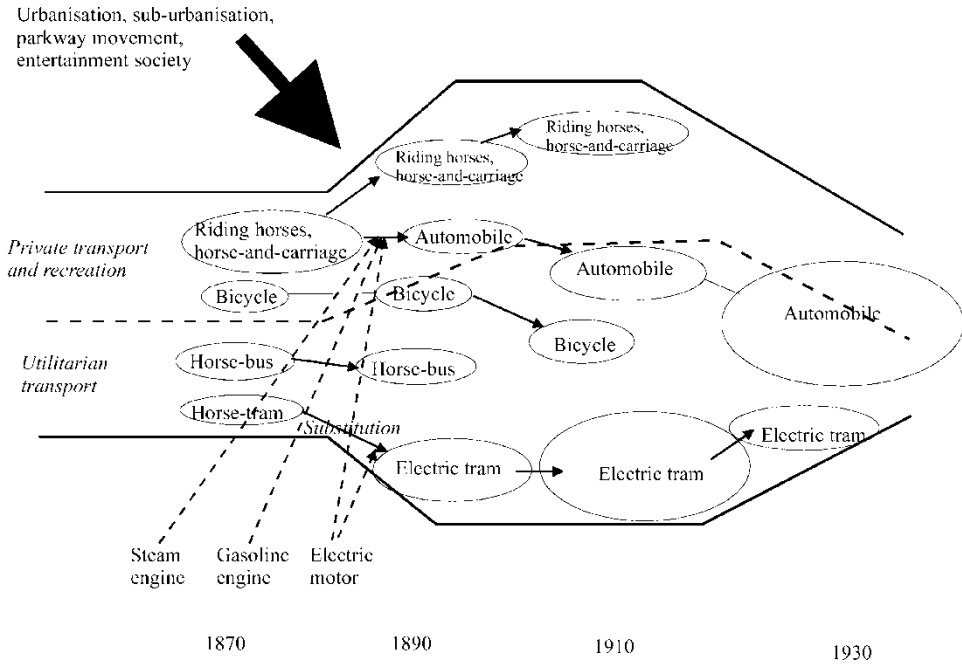 Urbanisation, sub-urbanisation,
parkway movement,
entertainment society
Riding horses,
horse-and-carriage
Riding horses,
horse-and-carriage
Private transport
and recreation
Riding horses,
horse-and-carriage
Automobile
Automobile
Automobile
Bicycle
Bicycle
Bicycle
Utilitarian
transport
Horse-bus
Horse-bus
Horse-tram
Substitution
Electric tram
Electric tram
Electric tram
Steam
engine
Gasoline
engine
Electric
motor
1870
1890
1910
1930